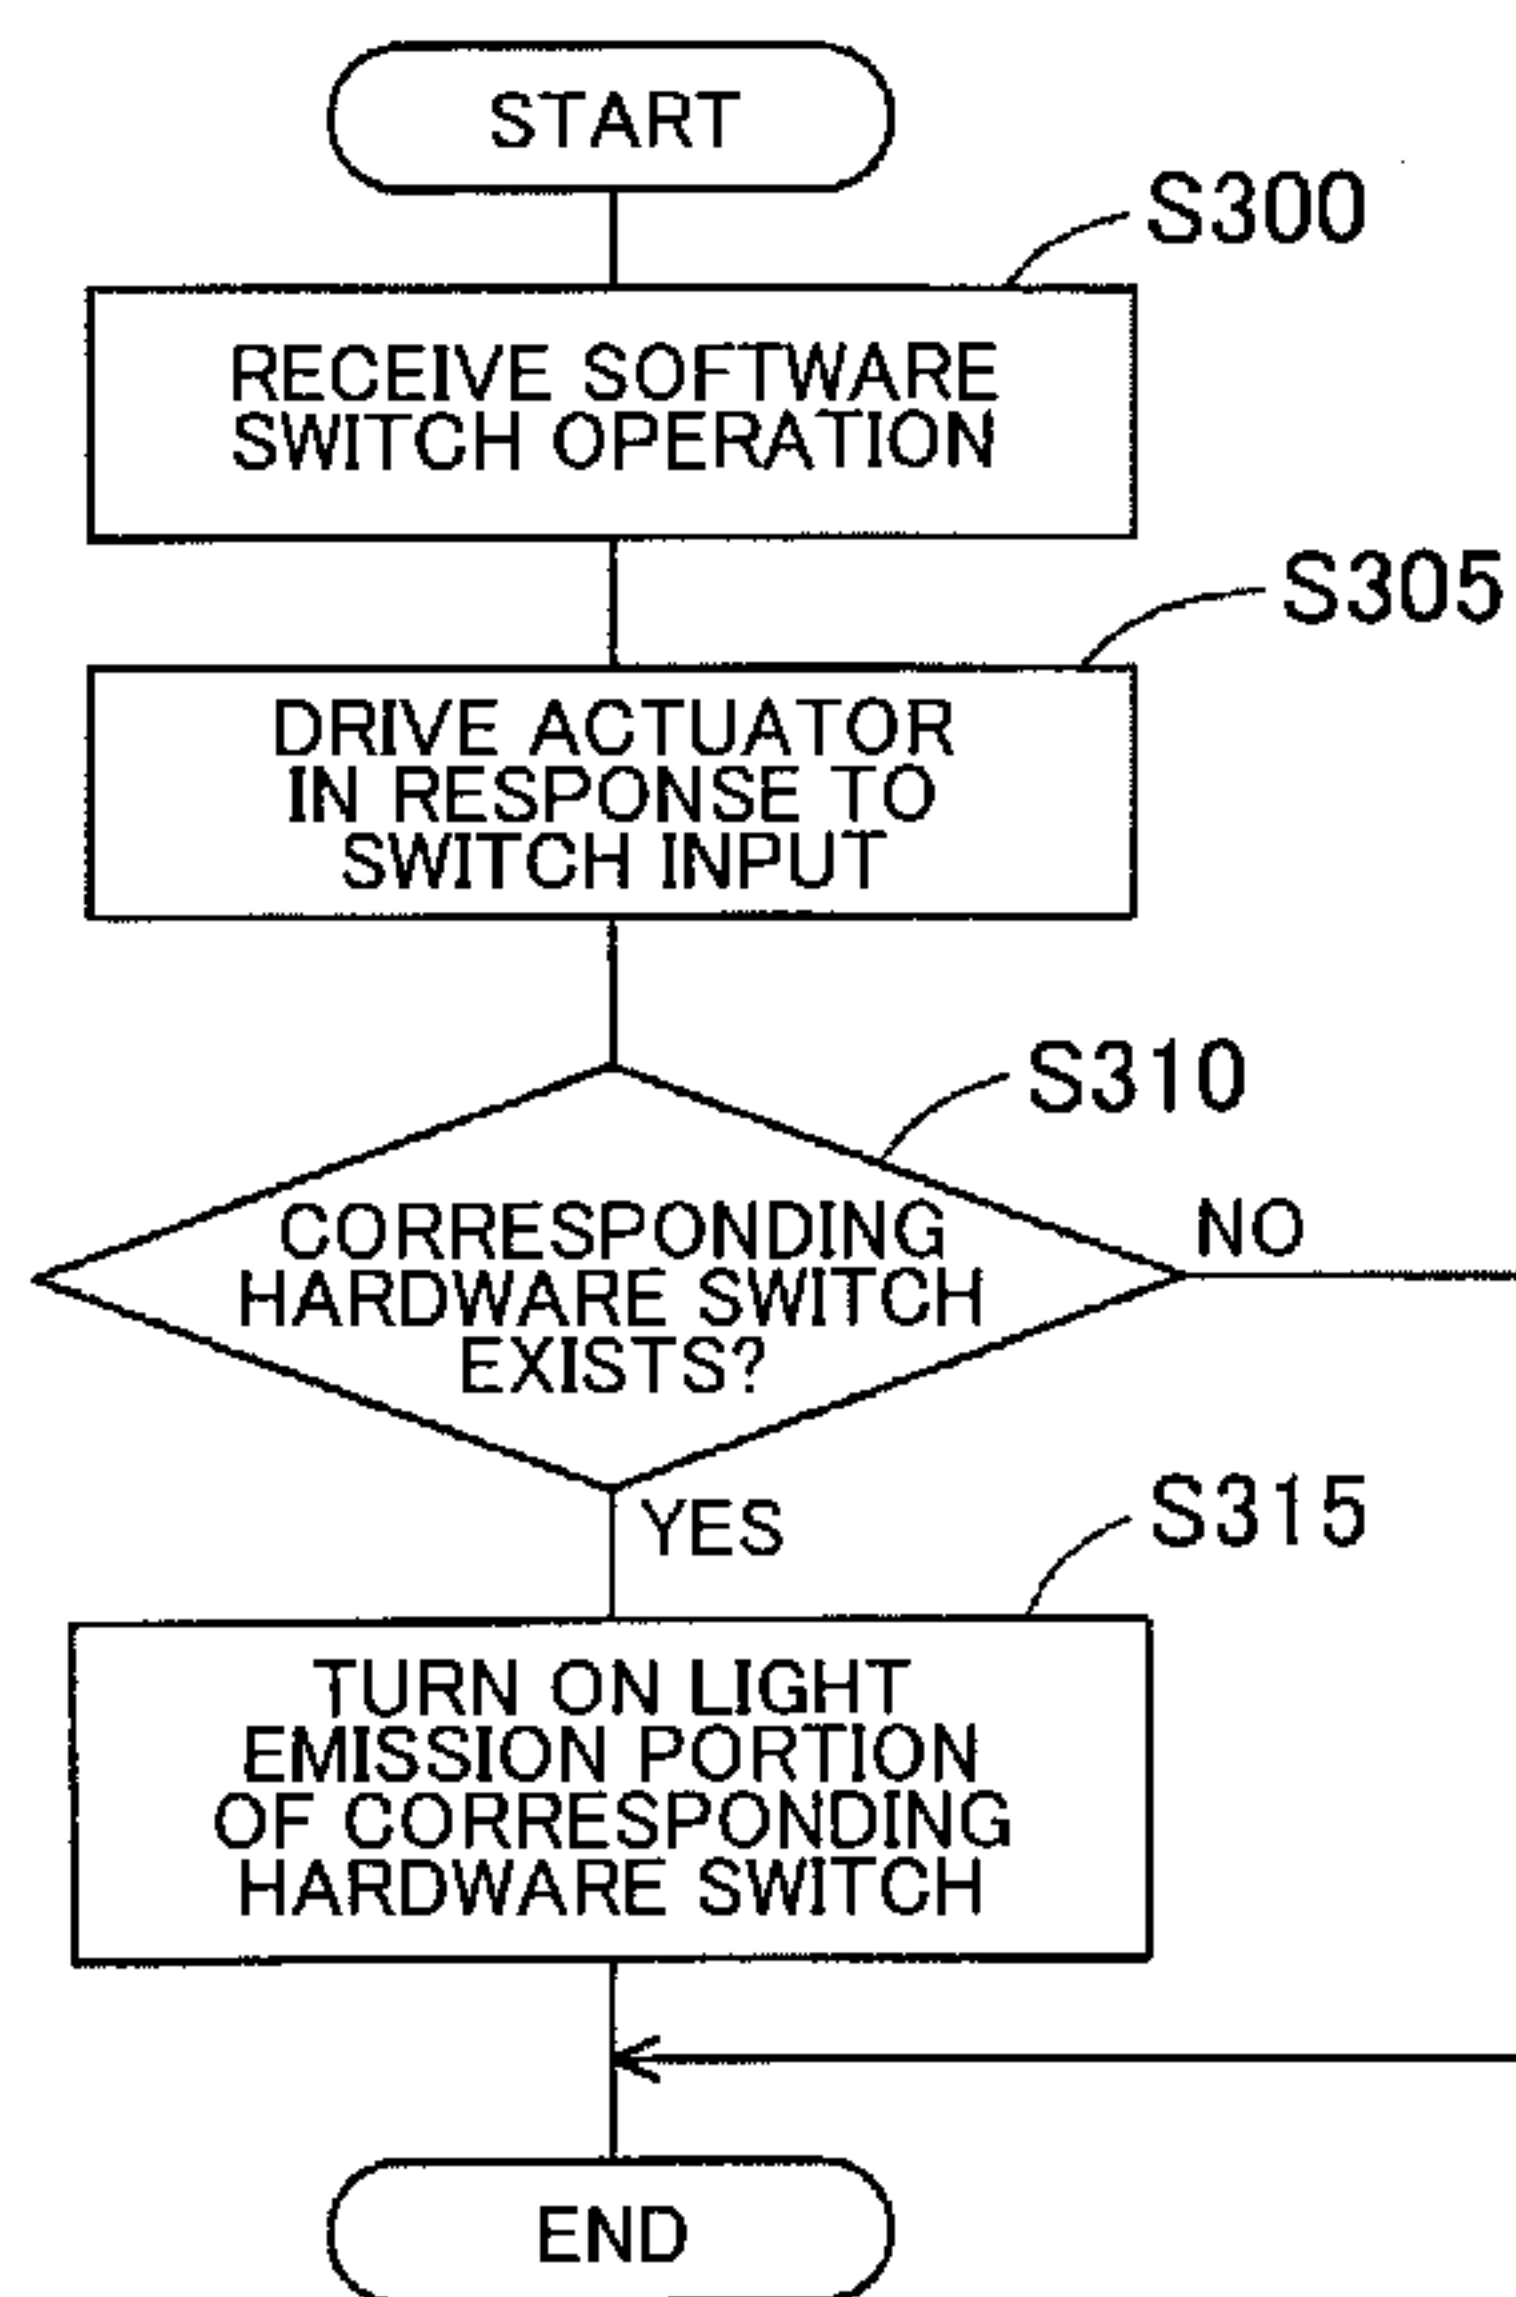 START
S300
RECEIVE SOFTWARE
SWITCH OPERATION
S305
DRIVE ACTUATOR
IN RESPONSE TO
SWITCH INPUT
S310
CORRESPONDING
HARDWARE SWITCH
EXISTS?
NO
YES
S315
TURN ON LIGHT
EMISSION PORTION
OF CORRESPONDING
HARDWARE SWITCH
END